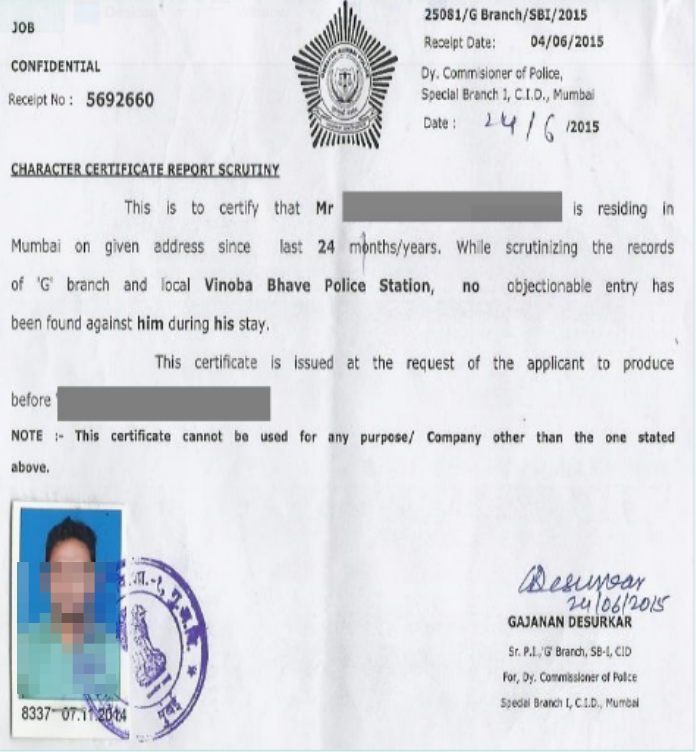 JOB
CONFIDENTIAL
Receipt No : 5692660
25081/G Branch/SBI/2015
Receipt Date: 04/06/2015
Dy. Commisioner of Police,
Special Branch I, C.I.D., Mumbai
Date : 24/6 /2015
CHARACTER CERTIFICATE REPORT SCRUTINY
This is to certify that Mr
is residing in
Mumbai on given address since last 24 months/years. While scrutinizing the records
of 'G' branch and local Vinoba Bhave Police Station, no objectionable entry has
been found against him during his stay.
This certificate is issued at the request of the applicant to produce
before
NOTE :- This certificate cannot be used for any purpose/ Company other than the one stated
above.
8337 07.11.2014
मुंबई
Desurkar
24/06/2015
GAJANAN DESURKAR
Sr. P.I.,'G' Branch, SB-I, CID
For, Dy. Commissioner of Police
Special Branch I, C.I.D., Mumbai